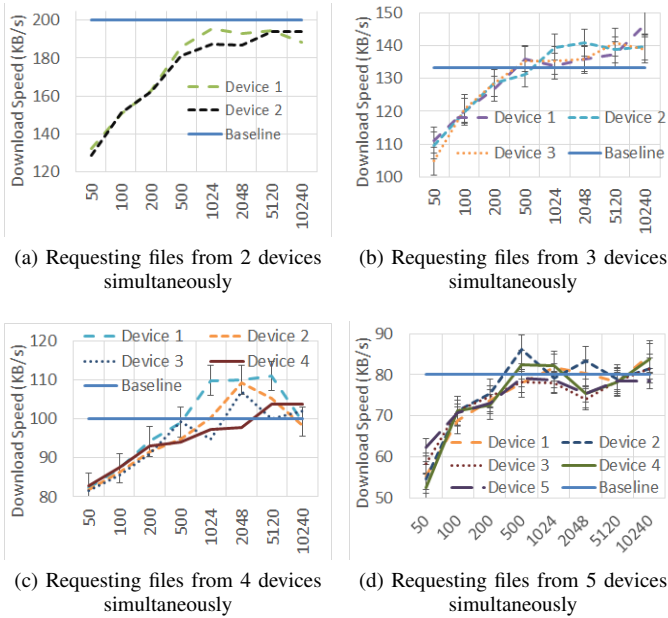 200
180
160
140
120
Download Speed (KB/s)
Device 1
Device 2
Baseline
50
100
200
500
1024
2048
5120
10240
(a) Requesting files from 2 devices
simultaneously
150
140
130
120
110
100
Download Speed (KB/s)
Device 1
Device 2
Device 3
Baseline
50
100
200
500
1024
2048
5120
10240
(b) Requesting files from 3 devices
simultaneously
120
110
100
90
80
Download Speed (KB/s)
Device 1
Device 2
Device 3
Device 4
Baseline
50
100
200
500
1024
2048
5120
10240
(c) Requesting files from 4 devices
simultaneously
90
80
70
60
50
Download Speed (KB/s)
Device 1
Device 2
Device 3
Device 4
Device 5
Baseline
50
100
200
500
1024
2048
5120
10240
(d) Requesting files from 5 devices
simultaneously